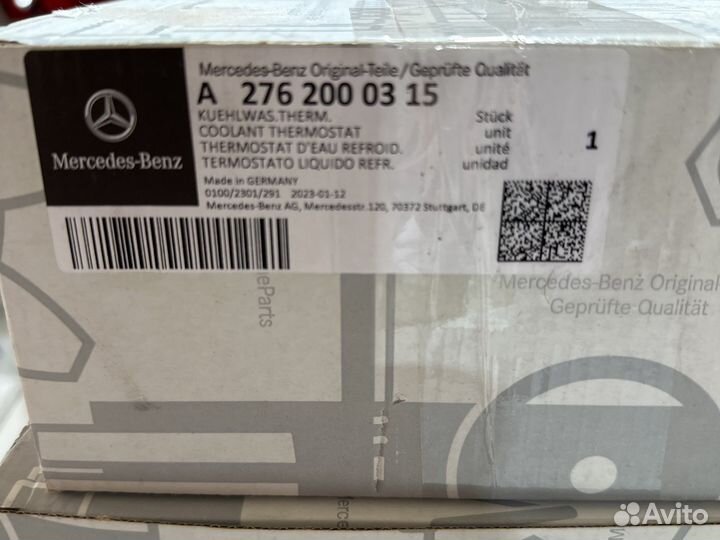 Mercedes-Benz Original-Teile/Geprüfte Qualität
A 276 200 03 15
KUEHLWAS.THERM. Stück
COOLANT THERMOSTAT unit
THERMOSTAT D'EAU REFROID. unité
TERMOSTATO LIQUIDO REFR. unidad
1
Mercedes-Benz
Made in GERMANY
0100/2301/291 2023-01-12
Mercedes-Benz AG, Mercedesstr.120, 70372 Stuttgart, DE
Mercedes-Benz Original
Geprüfte Qualität
neParts
Avito